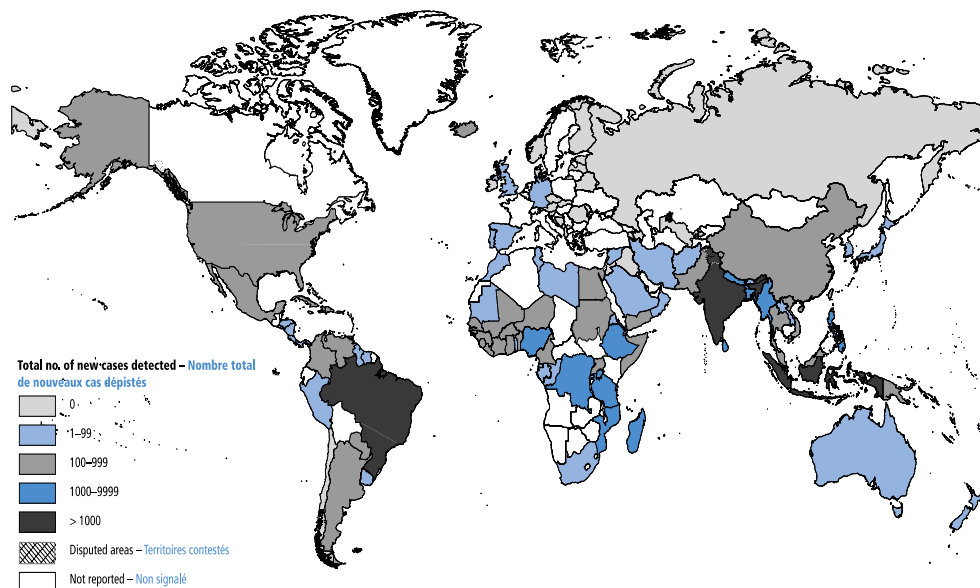 Total no. of new cases detected – Nombre total
de nouveaux cas dépistés
0
1–99
100–999
1000–9999
> 1000
Disputed areas – Territoires contestés
Not reported – Non signalé